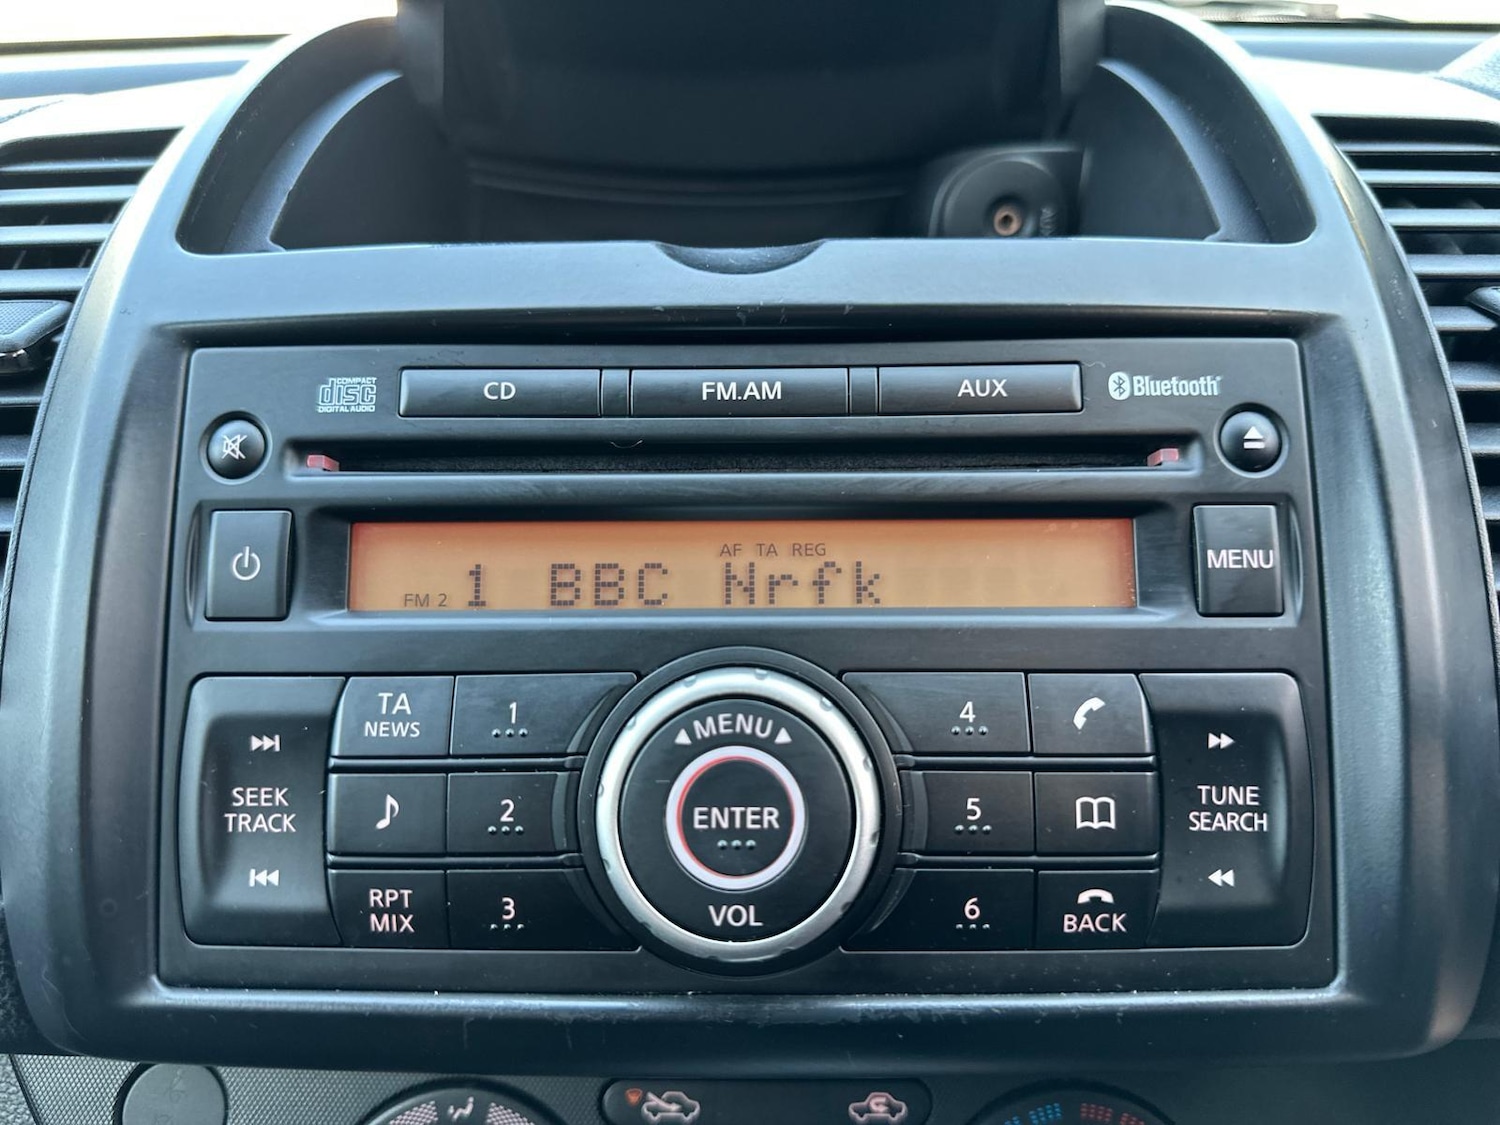 COMPACT
disc
DIGITAL AUDIO
CD
FM.AM
AUX
Bluetooth
AF TA REG
FM 2 1 BBC Nrfk
MENU
TA
NEWS
1
4
MENU
SEEK
TRACK
2
ENTER
5
TUNE
SEARCH
RPT
MIX
3
VOL
6
BACK